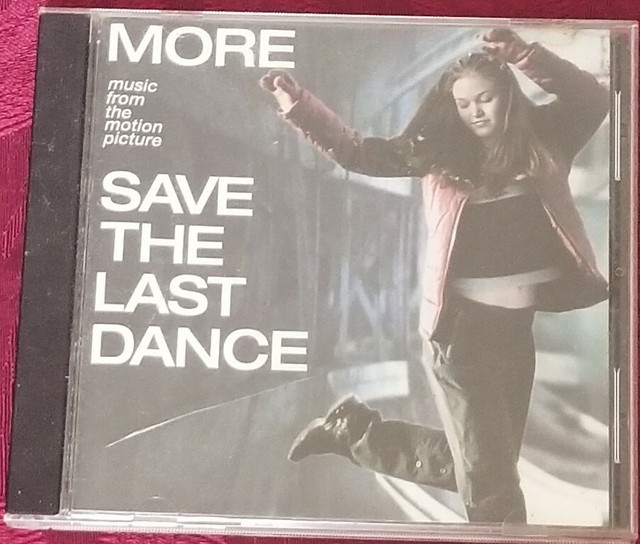 MORE
music
from
the
motion
picture
SAVE
THE
LAST
DANCE